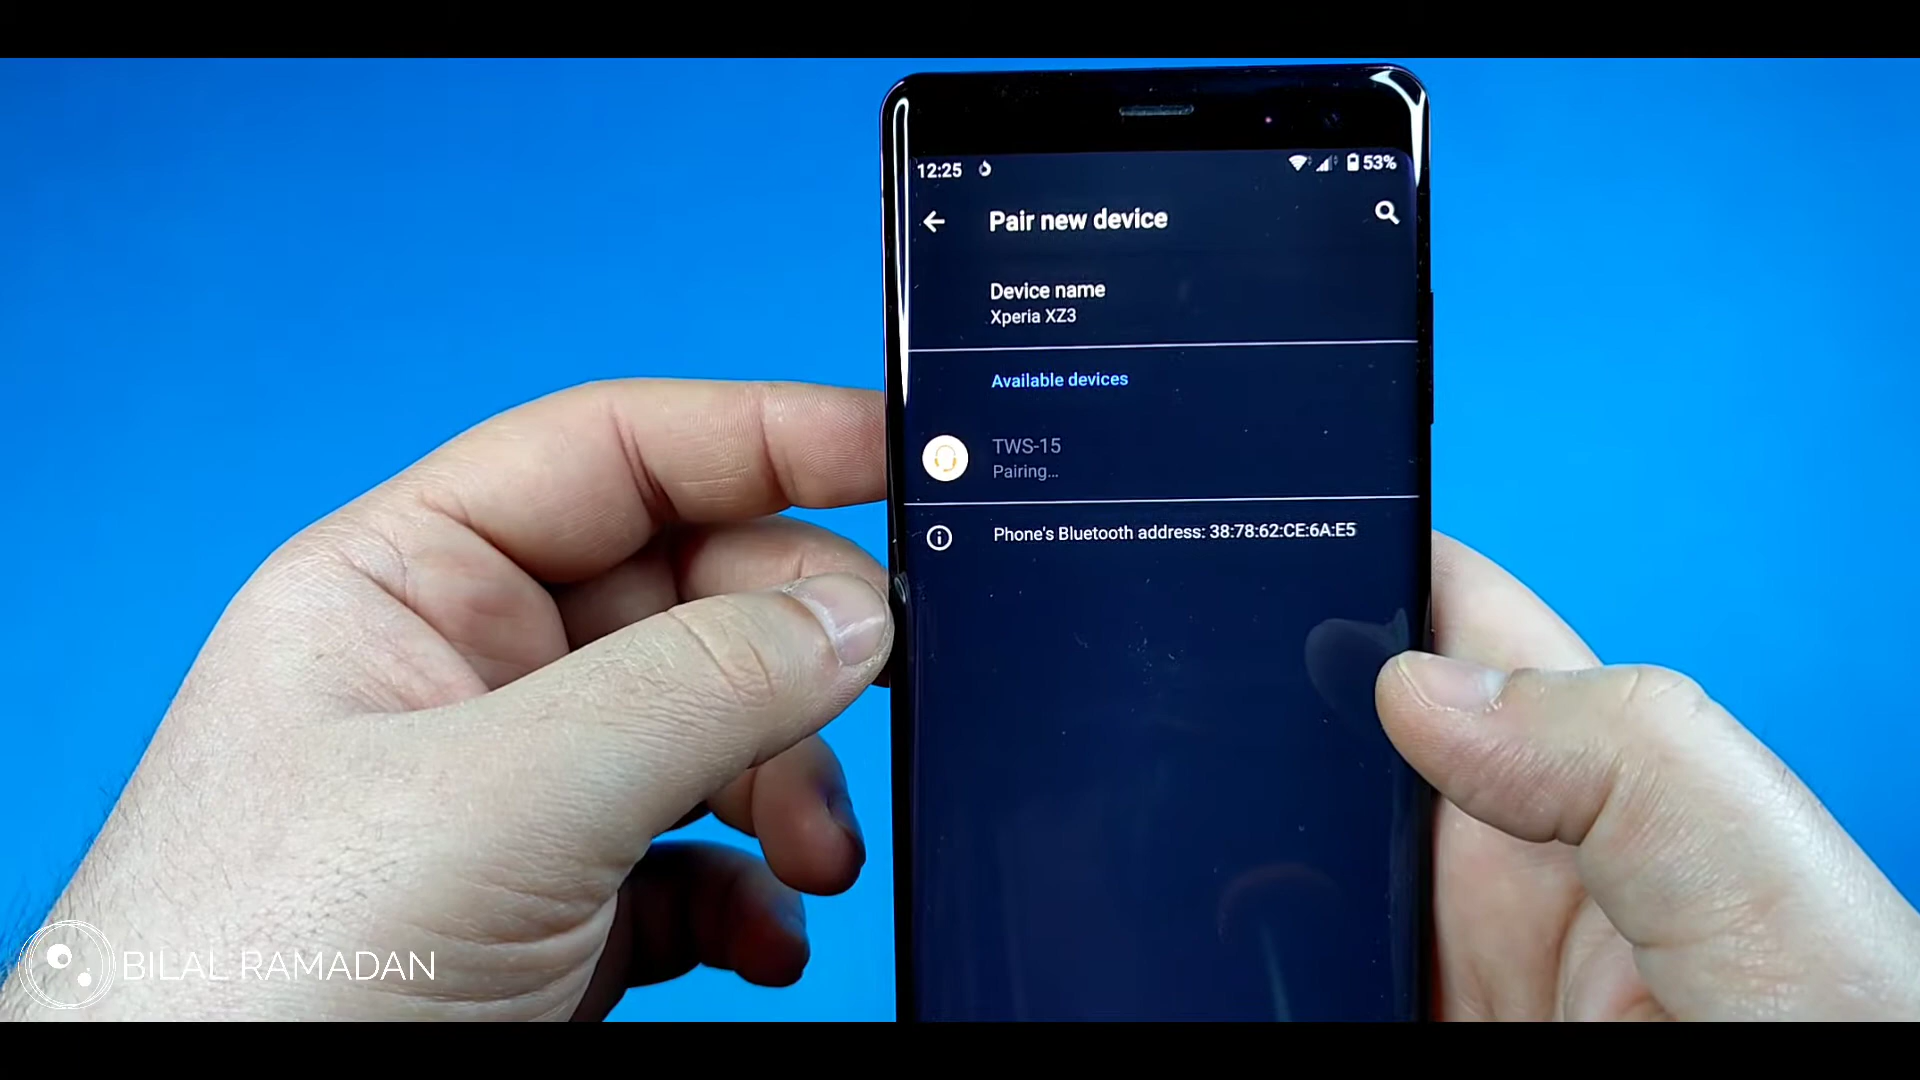 12:25
53%
Pair new device
Device name
Xperia XZ3
Available devices
TWS-15
Pairing...
Phone's Bluetooth address: 38:78:62:CE:6A:E5
BILAL RAMADAN